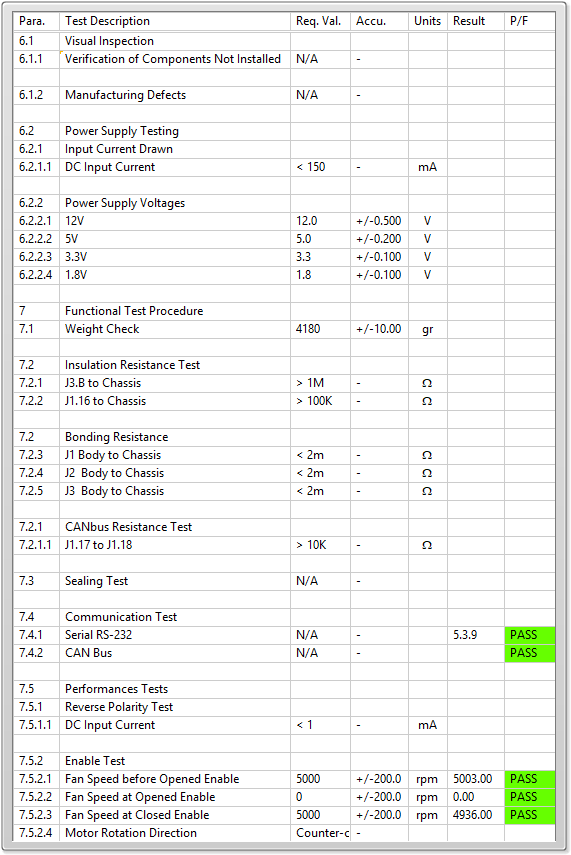 Para. Test Description Req. Val. Accu. Units Result P/F
6.1 Visual Inspection
6.1.1 Verification of Components Not Installed N/A -
6.1.2 Manufacturing Defects N/A -
6.2 Power Supply Testing
6.2.1 Input Current Drawn
6.2.1.1 DC Input Current < 150 - mA
6.2.2 Power Supply Voltages
6.2.2.1 12V 12.0 +/-0.500 V
6.2.2.2 5V 5.0 +/-0.200 V
6.2.2.3 3.3V 3.3 +/-0.100 V
6.2.2.4 1.8V 1.8 +/-0.100 V
7 Functional Test Procedure
7.1 Weight Check 4180 +/-10.00 gr
7.2 Insulation Resistance Test
7.2.1 J3.B to Chassis > 1M - Ω
7.2.2 J1.16 to Chassis > 100K - Ω
7.2 Bonding Resistance
7.2.3 J1 Body to Chassis < 2m - Ω
7.2.4 J2 Body to Chassis < 2m - Ω
7.2.5 J3 Body to Chassis < 2m - Ω
7.2.1 CANbus Resistance Test
7.2.1.1 J1.17 to J1.18 > 10K - Ω
7.3 Sealing Test N/A -
7.4 Communication Test
7.4.1 Serial RS-232 N/A - 5.3.9 PASS
7.4.2 CAN Bus N/A - PASS
7.5 Performances Tests
7.5.1 Reverse Polarity Test
7.5.1.1 DC Input Current < 1 - mA
7.5.2 Enable Test
7.5.2.1 Fan Speed before Opened Enable 5000 +/-200.0 rpm 5003.00 PASS
7.5.2.2 Fan Speed at Opened Enable 0 +/-200.0 rpm 0.00 PASS
7.5.2.3 Fan Speed at Closed Enable 5000 +/-200.0 rpm 4936.00 PASS
7.5.2.4 Motor Rotation Direction Counter-c -